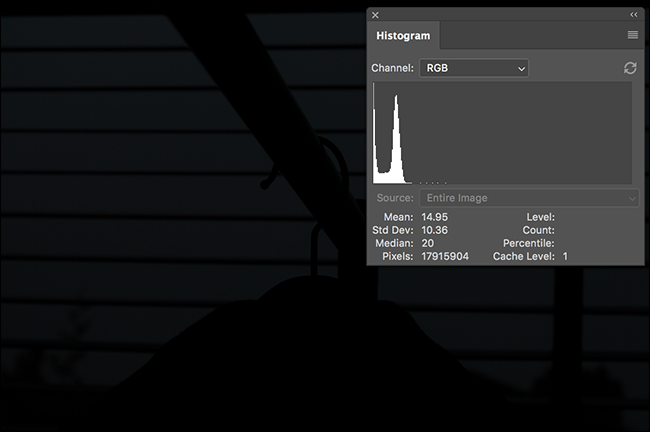 Histogram
Channel: RGB
Source: Entire Image
Mean: 14.95 Level:
Std Dev: 10.36 Count:
Median: 20 Percentile:
Pixels: 17915904 Cache Level: 1